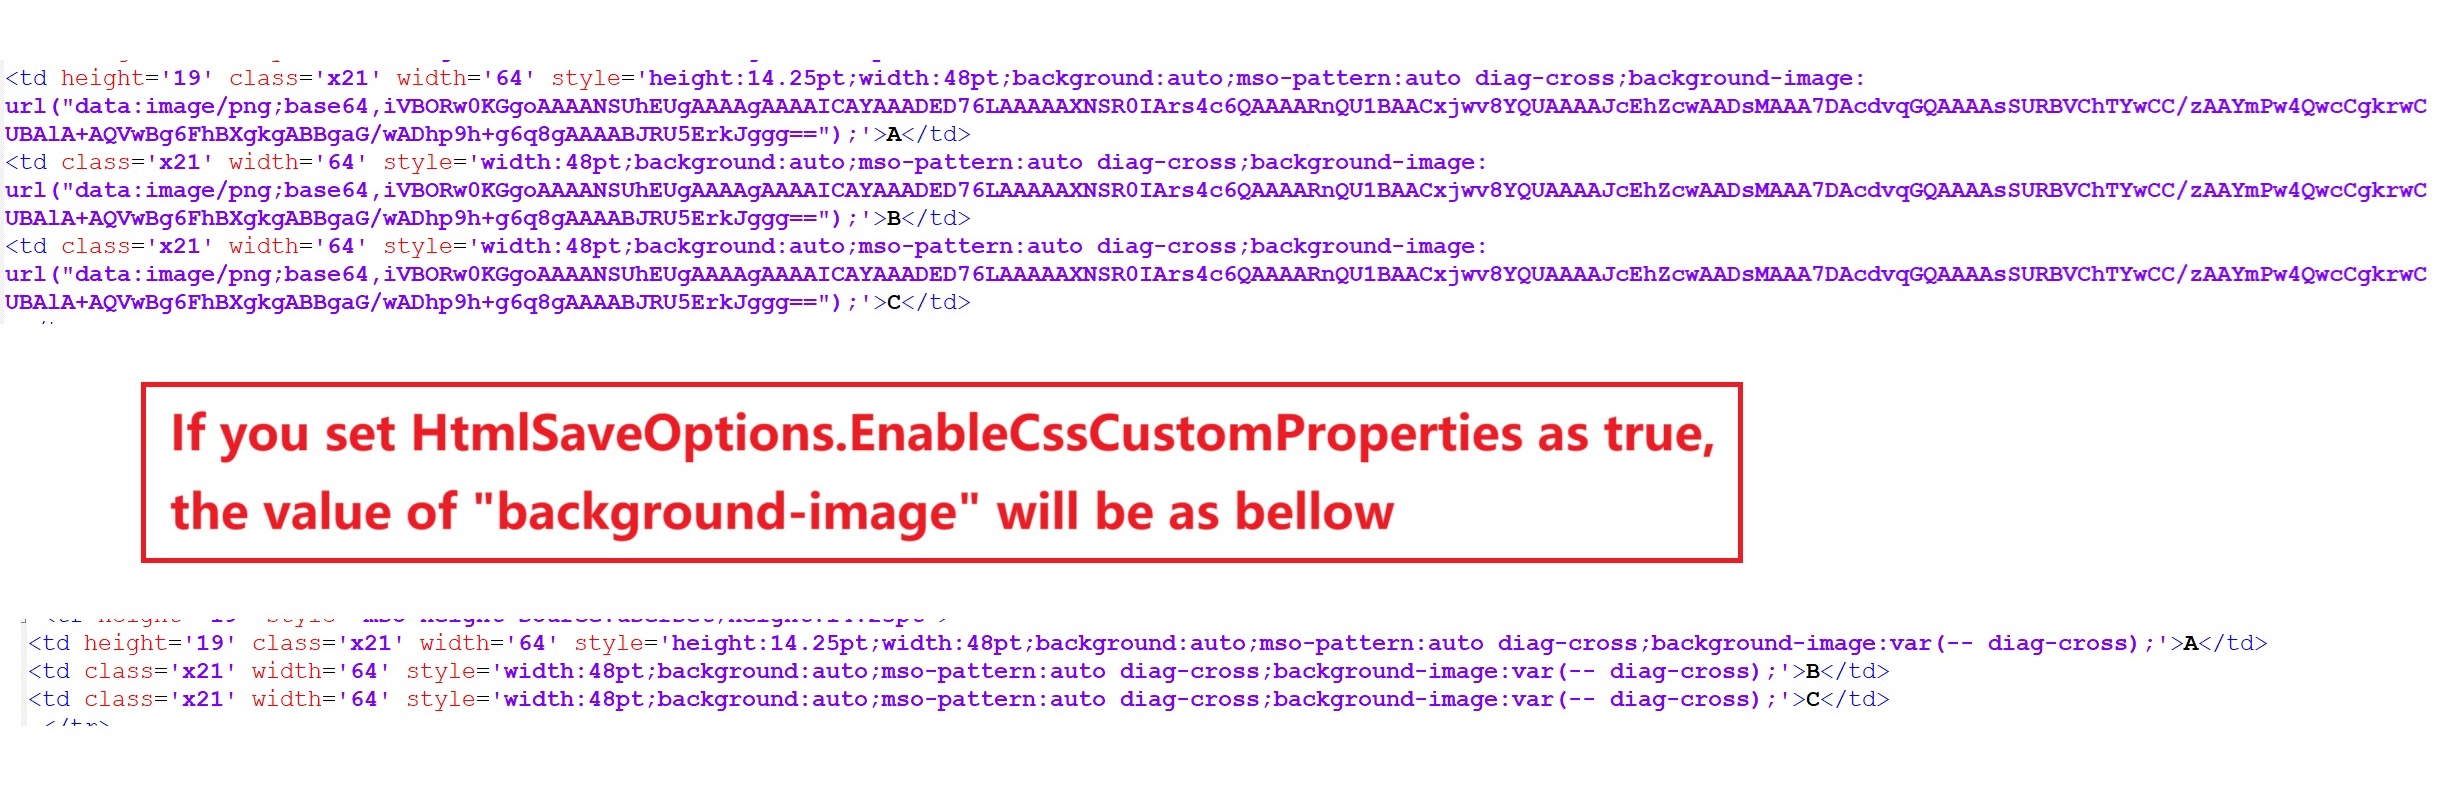 <td height='19' class='x21' width='64' style='height:14.25pt;width:48pt;background:auto;mso-pattern:auto diag-cross;background-image:
url("data:image/png;base64,iVBORw0KGgoAAAANSUhEUgAAAAgAAAAICAYAAADED76LAAAAAXNSR0IArs4c6QAAAARnQU1BAACxjwv8YQUAAAAJcEhZcwAADsMAAA7DAcdvqGQAAAAsSURBVChTYwCC/zAAYmPw4QwcCgkrwC
UBAlA+AQVwBg6FhBXgkgABBgaG/wADhp9h+g6q8gAAAABJRU5ErkJggg==");'>A</td>
<td class='x21' width='64' style='width:48pt;background:auto;mso-pattern:auto diag-cross;background-image:
url("data:image/png;base64,iVBORw0KGgoAAAANSUhEUgAAAAgAAAAICAYAAADED76LAAAAAXNSR0IArs4c6QAAAARnQU1BAACxjwv8YQUAAAAJcEhZcwAADsMAAA7DAcdvqGQAAAAsSURBVChTYwCC/zAAYmPw4QwcCgkrwC
UBAlA+AQVwBg6FhBXgkgABBgaG/wADhp9h+g6q8gAAAABJRU5ErkJggg==");'>B</td>
<td class='x21' width='64' style='width:48pt;background:auto;mso-pattern:auto diag-cross;background-image:
url("data:image/png;base64,iVBORw0KGgoAAAANSUhEUgAAAAgAAAAICAYAAADED76LAAAAAXNSR0IArs4c6QAAAARnQU1BAACxjwv8YQUAAAAJcEhZcwAADsMAAA7DAcdvqGQAAAAsSURBVChTYwCC/zAAYmPw4QwcCgkrwC
UBAlA+AQVwBg6FhBXgkgABBgaG/wADhp9h+g6q8gAAAABJRU5ErkJggg==");'>C</td>
If you set HtmlSaveOptions.EnableCssCustomProperties as true,
the value of "background-image" will be as bellow
<td height='19' class='x21' width='64' style='height:14.25pt;width:48pt;background:auto;mso-pattern:auto diag-cross;background-image:var(-- diag-cross);'>A</td>
<td class='x21' width='64' style='width:48pt;background:auto;mso-pattern:auto diag-cross;background-image:var(-- diag-cross);'>B</td>
<td class='x21' width='64' style='width:48pt;background:auto;mso-pattern:auto diag-cross;background-image:var(-- diag-cross);'>C</td>